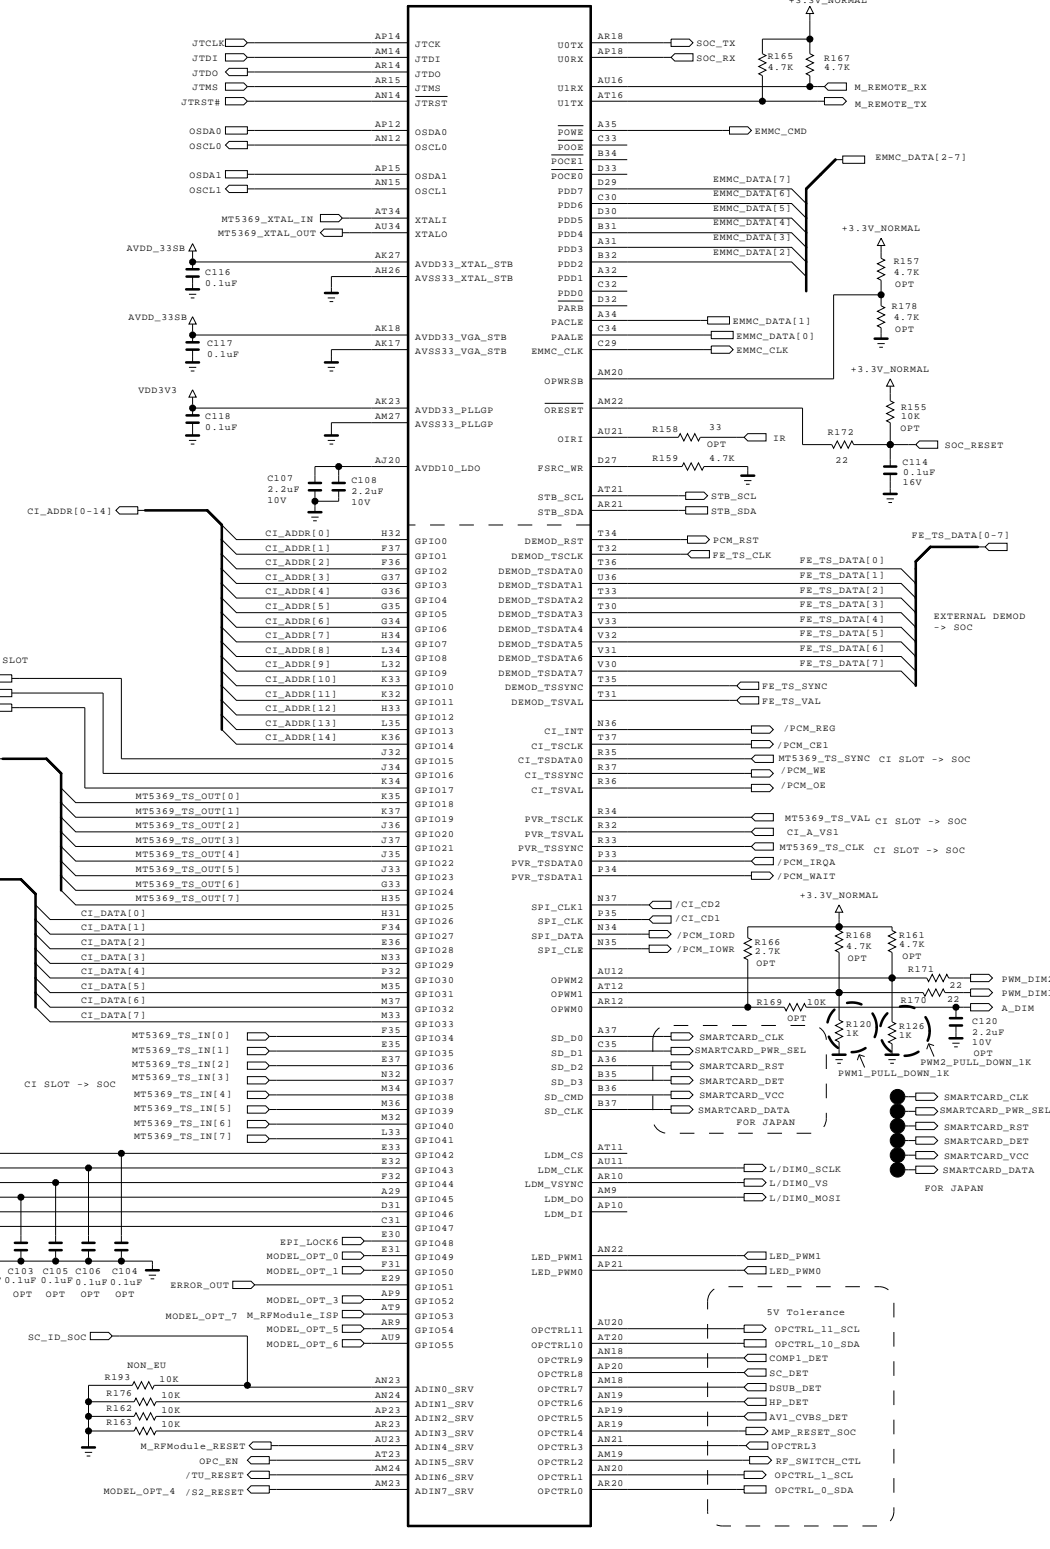 +3.3V_NORMAL
JTCLK AP14 JTCK U0TX AR18 SOC_TX
JTDI AM14 JTDI U0RX AP18 SOC_RX
R165 4.7K R167 4.7K
JTDO AR14 JTDO
JTMS AR15 JTMS U1RX AU16 M_REMOTE_RX
JTRST# AN14 JTRST U1TX AT16 M_REMOTE_TX
OSDA0 AP12 OSDA0 POWE A35 EMMC_CMD
OSCL0 AN12 OSCL0 POOE C33
POCE1 B34 EMMC_DATA[2-7]
OSDA1 AP15 OSDA1 POCE0 D33
OSCL1 AN15 OSCL1 PDD7 D29 EMMC_DATA[7]
PDD6 C30 EMMC_DATA[6]
MT5369_XTAL_IN AT34 XTALI PDD5 D30 EMMC_DATA[5]
MT5369_XTAL_OUT AU34 XTALO PDD4 B31 EMMC_DATA[4]
+3.3V_NORMAL
AVDD_33SB PDD3 A31 EMMC_DATA[3]
AK27 AVDD33_XTAL_STB PDD2 B32 EMMC_DATA[2]
R157 4.7K OPT
C116 0.1uF AH26 AVSS33_XTAL_STB PDD1 A32
PDD0 C32
PARB D32
R178 4.7K OPT
AVDD_33SB PACLE A34 EMMC_DATA[1]
AK18 AVDD33_VGA_STB PAALE C34 EMMC_DATA[0]
C117 0.1uF AK17 AVSS33_VGA_STB EMMC_CLK C29 EMMC_CLK
OPWRSB AM20
+3.3V_NORMAL
VDD3V3
AK23 AVDD33_PLLGP ORESET AM22
R155 10K OPT
C118 0.1uF AM27 AVSS33_PLLGP
OIRI AU21 R158 33 OPT IR
R172 22 SOC_RESET
AJ20 AVDD10_LDO FSRC_WR D27 R159 4.7K
C114 0.1uF 16V
C107 2.2uF 10V C108 2.2uF 10V
STB_SCL AT21 STB_SCL
STB_SDA AR21 STB_SDA
CI_ADDR[0-14]
CI_ADDR[0] H32 GPIO0 DEMOD_RST T34 PCM_RST
FE_TS_DATA[0-7]
CI_ADDR[1] F37 GPIO1 DEMOD_TSCLK T32 FE_TS_CLK
CI_ADDR[2] F36 GPIO2 DEMOD_TSDATA0 T36 FE_TS_DATA[0]
CI_ADDR[3] G37 GPIO3 DEMOD_TSDATA1 U36 FE_TS_DATA[1]
CI_ADDR[4] G36 GPIO4 DEMOD_TSDATA2 T33 FE_TS_DATA[2]
CI_ADDR[5] G35 GPIO5 DEMOD_TSDATA3 T30 FE_TS_DATA[3]
CI_ADDR[6] G34 GPIO6 DEMOD_TSDATA4 V33 FE_TS_DATA[4]
EXTERNAL DEMOD
-> SOC
CI_ADDR[7] H34 GPIO7 DEMOD_TSDATA5 V32 FE_TS_DATA[5]
CI_ADDR[8] L34 GPIO8 DEMOD_TSDATA6 V31 FE_TS_DATA[6]
SLOT
CI_ADDR[9] L32 GPIO9 DEMOD_TSDATA7 V30 FE_TS_DATA[7]
CI_ADDR[10] K33 GPIO10 DEMOD_TSSYNC T35 FE_TS_SYNC
CI_ADDR[11] K32 GPIO11 DEMOD_TSVAL T31 FE_TS_VAL
CI_ADDR[12] H33 GPIO12
CI_ADDR[13] L35 GPIO13 CI_INT N36 /PCM_REG
CI_ADDR[14] K36 GPIO14 CI_TSCLK T37 /PCM_CE1
J32 GPIO15 CI_TSDATA0 R35 MT5369_TS_SYNC CI SLOT -> SOC
J34 GPIO16 CI_TSSYNC R37 /PCM_WE
K34 GPIO17 CI_TSVAL R36 /PCM_OE
MT5369_TS_OUT[0] K35 GPIO18
MT5369_TS_OUT[1] K37 GPIO19 PVR_TSCLK R34 MT5369_TS_VAL CI SLOT -> SOC
MT5369_TS_OUT[2] J36 GPIO20 PVR_TSVAL R32 CI_A_VS1
MT5369_TS_OUT[3] J37 GPIO21 PVR_TSSYNC R33 MT5369_TS_CLK CI SLOT -> SOC
MT5369_TS_OUT[4] J35 GPIO22 PVR_TSDATA0 P33 /PCM_IRQA
MT5369_TS_OUT[5] J33 GPIO23 PVR_TSDATA1 P34 /PCM_WAIT
MT5369_TS_OUT[6] G33 GPIO24
+3.3V_NORMAL
MT5369_TS_OUT[7] H35 GPIO25 SPI_CLK1 N37 /CI_CD2
CI_DATA[0] H31 GPIO26 SPI_CLK P35 /CI_CD1
CI_DATA[1] F34 GPIO27 SPI_DATA N34 /PCM_IORD
CI_DATA[2] E36 GPIO28 SPI_CLE N35 /PCM_IOWR
R166 2.7K OPT R168 4.7K OPT R161 4.7K OPT
CI_DATA[3] N33 GPIO29
CI_DATA[4] P32 GPIO30 OPWM2 AU12 R171 22 PWM_DIM2
CI_DATA[5] M35 GPIO31 OPWM1 AT12 R170 22 PWM_DIM
CI_DATA[6] M37 GPIO32 OPWM0 AR12 R169 10K OPT A_DIM
CI_DATA[7] M33 GPIO33
R120 1K R126 1K C120 2.2uF 10V OPT
MT5369_TS_IN[0] F35 GPIO34 SD_D0 A37 SMARTCARD_CLK
MT5369_TS_IN[1] E35 GPIO35 SD_D1 C35 SMARTCARD_PWR_SEL
MT5369_TS_IN[2] E37 GPIO36 SD_D2 A36 SMARTCARD_RST
PWM2_PULL_DOWN_1K
PWM1_PULL_DOWN_1K
MT5369_TS_IN[3] N32 GPIO37 SD_D3 B35 SMARTCARD_DET
CI SLOT -> SOC
MT5369_TS_IN[4] M34 GPIO38 SD_CMD B36 SMARTCARD_VCC
MT5369_TS_IN[5] M36 GPIO39 SD_CLK B37 SMARTCARD_DATA
FOR JAPAN
SMARTCARD_CLK
SMARTCARD_PWR_SEL
SMARTCARD_RST
SMARTCARD_DET
SMARTCARD_VCC
SMARTCARD_DATA
FOR JAPAN
MT5369_TS_IN[6] M32 GPIO40
MT5369_TS_IN[7] L33 GPIO41
E33 GPIO42 LDM_CS AT11
E32 GPIO43 LDM_CLK AU11 L/DIM0_SCLK
F32 GPIO44 LDM_VSYNC AR10 L/DIM0_VS
A29 GPIO45 LDM_DO AM9 L/DIM0_MOSI
D31 GPIO46 LDM_DI AP10
C31 GPIO47
EPI_LOCK6 E30 GPIO48
MODEL_OPT_0 E31 GPIO49 LED_PWM1 AN22 LED_PWM1
MODEL_OPT_1 F31 GPIO50 LED_PWM0 AP21 LED_PWM0
C103 0.1uF OPT C105 0.1uF OPT C106 0.1uF OPT C104 0.1uF OPT
ERROR_OUT E29 GPIO51
MODEL_OPT_3 AP9 GPIO52
MODEL_OPT_7 M_RFModule_ISP AT9 GPIO53
5V Tolerance
MODEL_OPT_5 AR9 GPIO54 OPCTRL11 AU20 OPCTRL_11_SCL
SC_ID_SOC
MODEL_OPT_6 AU9 GPIO55 OPCTRL10 AT20 OPCTRL_10_SDA
OPCTRL9 AN18 COMP1_DET
NON_EU
OPCTRL8 AP20 SC_DET
R193 10K AN23 ADIN0_SRV OPCTRL7 AM18 DSUB_DET
R176 10K AN24 ADIN1_SRV OPCTRL6 AN19 HP_DET
R162 10K AP23 ADIN2_SRV OPCTRL5 AP19 AV1_CVBS_DET
R163 10K AR23 ADIN3_SRV OPCTRL4 AR19 AMP_RESET_SOC
M_RFModule_RESET AU23 ADIN4_SRV OPCTRL3 AN21 OPCTRL3
OPC_EN AT23 ADIN5_SRV OPCTRL2 AM19 RF_SWITCH_CTL
/TU_RESET AM24 ADIN6_SRV OPCTRL1 AN20 OPCTRL_1_SCL
MODEL_OPT_4 /S2_RESET AM23 ADIN7_SRV OPCTRL0 AR20 OPCTRL_0_SDA